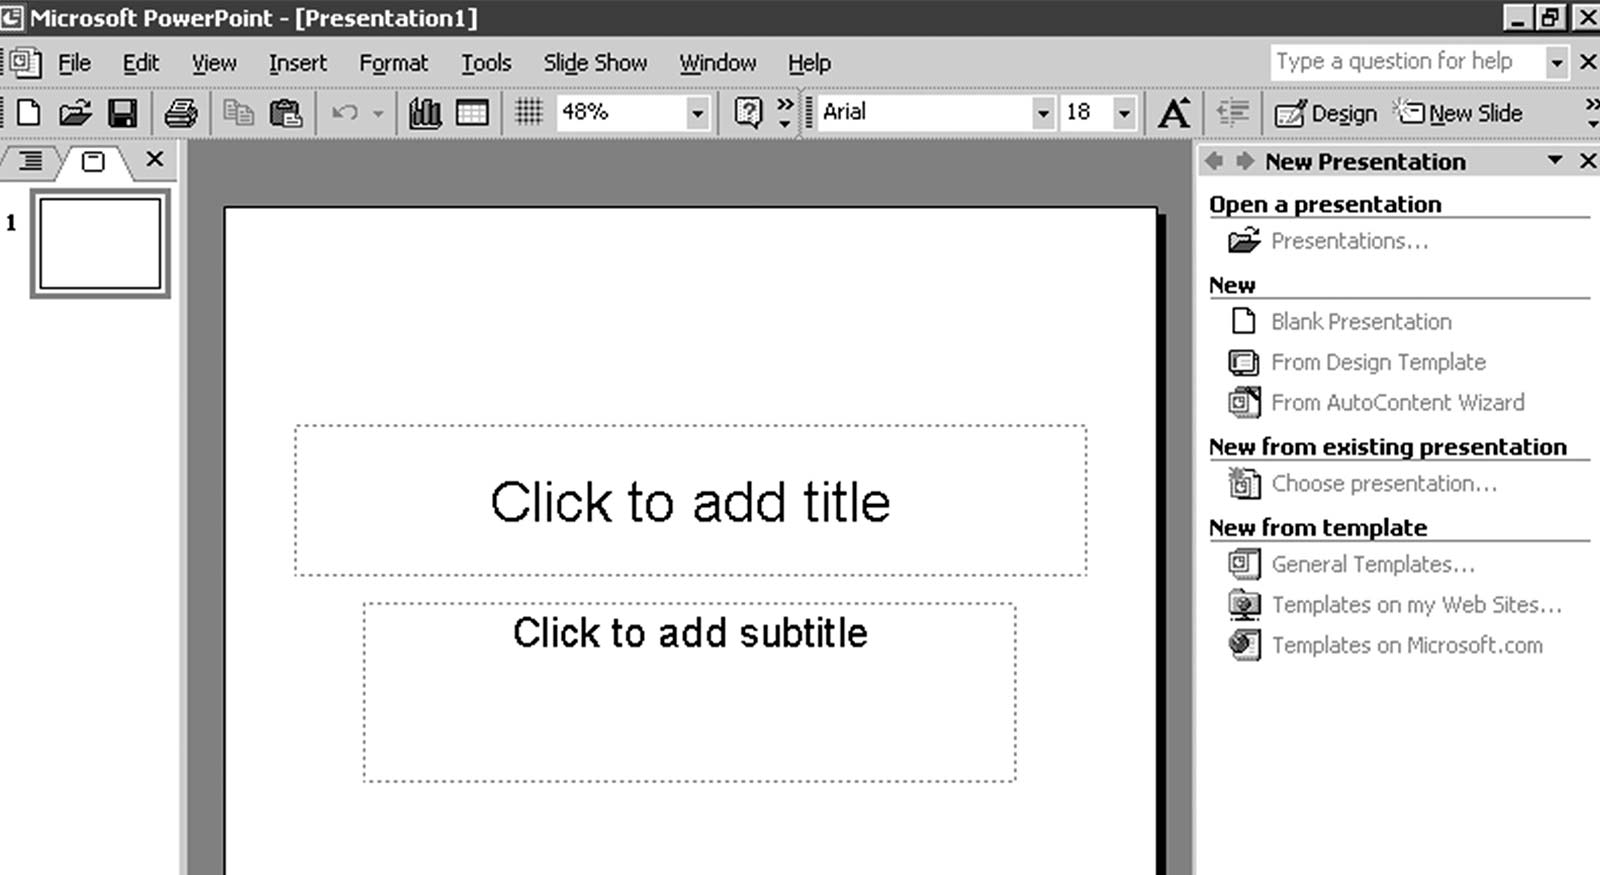 Microsoft PowerPoint - [Presentation1]
File Edit View Insert Format Tools Slide Show Window Help Type a question for help
48% Arial 18 A Design New Slide
New Presentation
1
Open a presentation
Presentations...
New
Blank Presentation
From Design Template
From AutoContent Wizard
New from existing presentation
Choose presentation...
New from template
General Templates...
Templates on my Web Sites...
Templates on Microsoft.com
Click to add title
Click to add subtitle